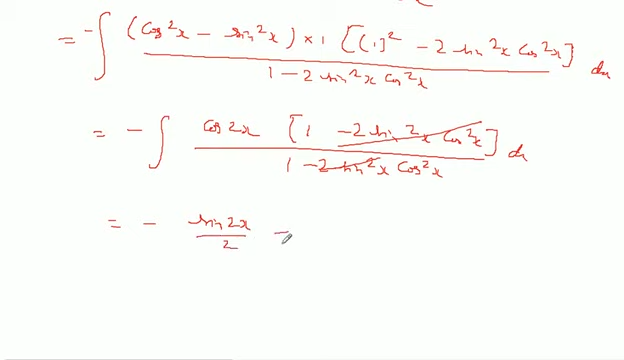 = - ∫ (Cos²x - sin²x) × 1 [(1)² - 2 sin²x Cos²x] / 1 - 2 sin²x Cos²x dx
= - ∫ Cos 2x [1 - 2 sin²x Cos²x] / 1 - 2 sin²x Cos²x dx
= - sin 2x / 2 -